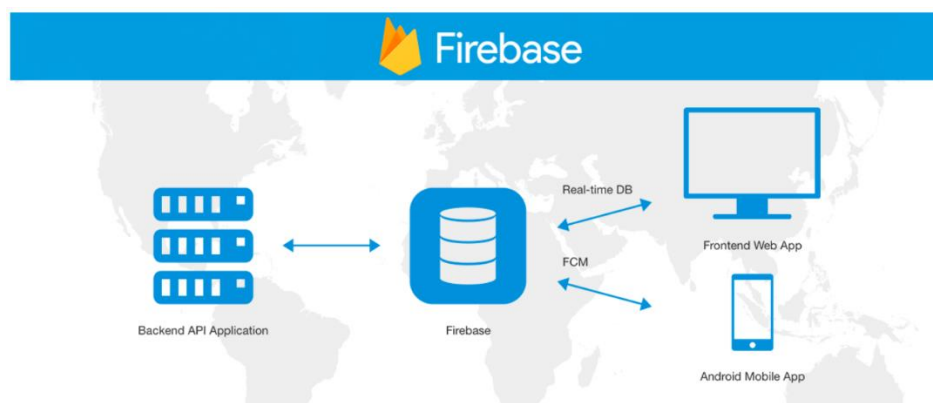 Firebase
Real-time DB
Frontend Web App
FCM
Backend API Application
Firebase
Android Mobile App